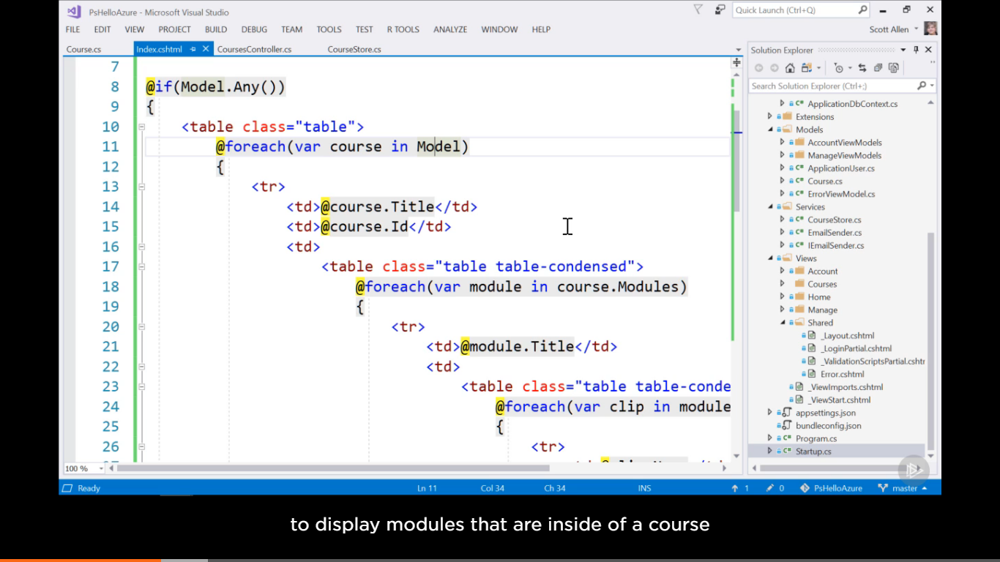 PsHelloAzure - Microsoft Visual Studio
Quick Launch (Ctrl+Q)
FILE EDIT VIEW PROJECT BUILD DEBUG TEAM TOOLS TEST R TOOLS ANALYZE WINDOW HELP
Scott Allen
Course.cs Index.cshtml CoursesController.cs CourseStore.cs
7
8 @if(Model.Any())
9 {
10 <table class="table">
11 @foreach(var course in Model)
12 {
13 <tr>
14 <td>@course.Title</td>
15 <td>@course.Id</td>
16 <td>
17 <table class="table table-condensed">
18 @foreach(var module in course.Modules)
19 {
20 <tr>
21 <td>@module.Title</td>
22 <td>
23 <table class="table table-conde
24 @foreach(var clip in module
25 {
26 <tr>
100 %
Solution Explorer
Search Solution Explorer (Ctrl+;)
C# ApplicationDbContext.cs
Extensions
Models
AccountViewModels
ManageViewModels
C# ApplicationUser.cs
C# Course.cs
C# ErrorViewModel.cs
Services
C# CourseStore.cs
C# EmailSender.cs
C# IEmailSender.cs
Views
Account
Courses
Home
Manage
Shared
_Layout.cshtml
_LoginPartial.cshtml
_ValidationScriptsPartial.cshtr
Error.cshtml
_ViewImports.cshtml
_ViewStart.cshtml
appsettings.json
bundleconfig.json
C# Program.cs
C# Startup.cs
Ready Ln 11 Col 34 Ch 34 INS 1 0 PsHelloAzure master
to display modules that are inside of a course